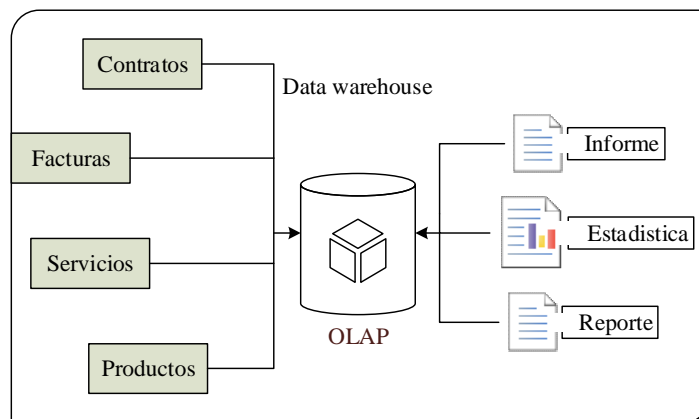 Contratos
Data warehouse
Facturas
Informe
Servicios
Estadistica
OLAP
Reporte
Productos